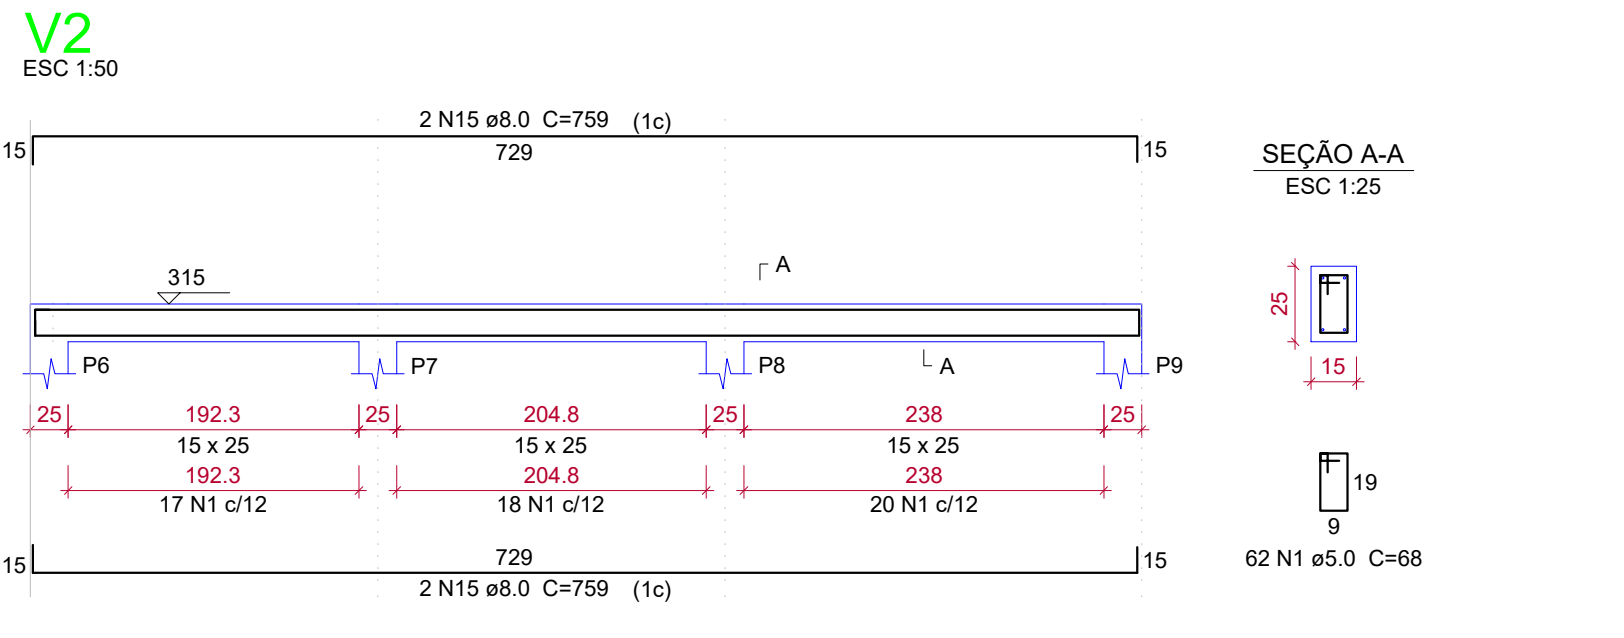 V2
ESC 1:50
2 N15 ø8.0 C=759 (1c)
15
729
15
SEÇÃO A-A
ESC 1:25
A
315
25
P6
P7
P8
A
P9
15
25
192.3
25
204.8
25
238
25
15 x 25
15 x 25
15 x 25
192.3
204.8
238
17 N1 c/12
18 N1 c/12
20 N1 c/12
19
9
15
729
15
62 N1 ø5.0 C=68
2 N15 ø8.0 C=759 (1c)